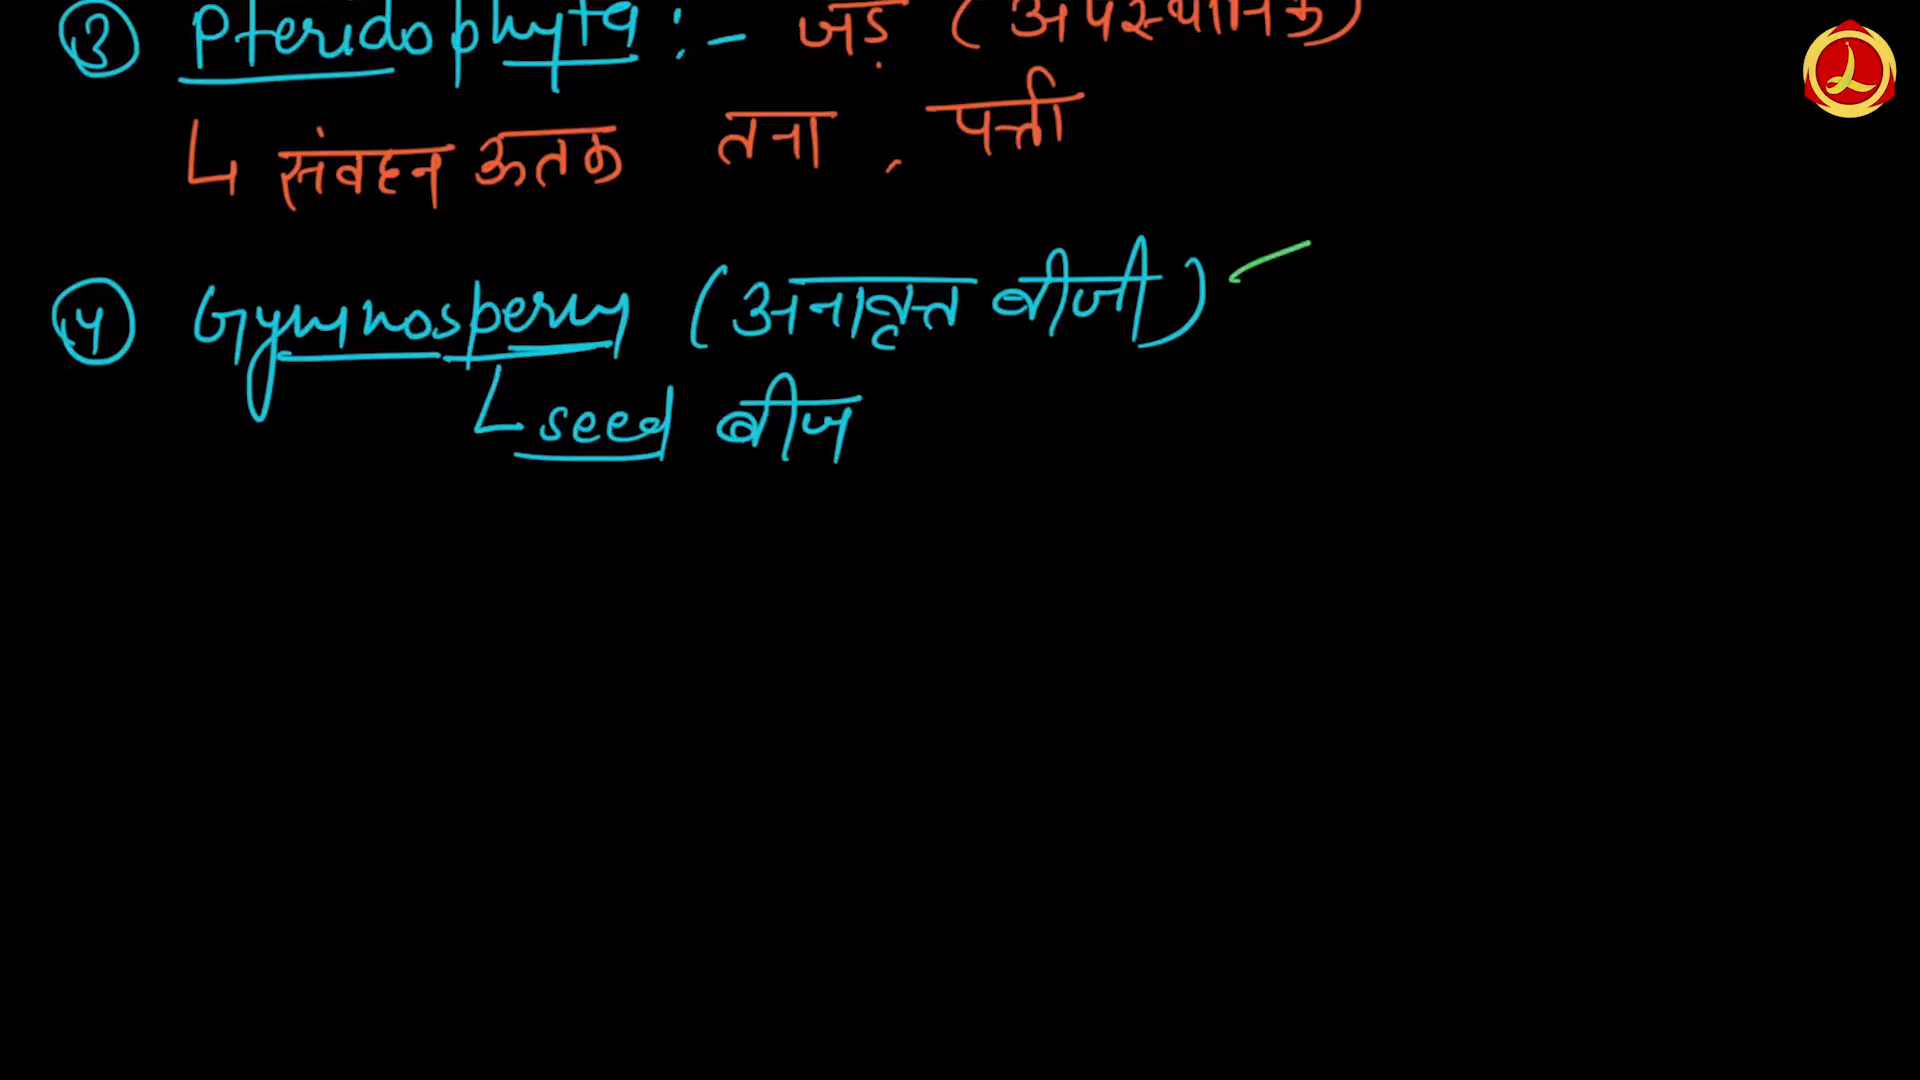 ③ Pteridophyta :- जड़ (अपस्थानिक)
↳ संवहन ऊतक तना , पत्ती
④ Gymnosperm (अनावृत्त बीजी)
↳ seed बीज